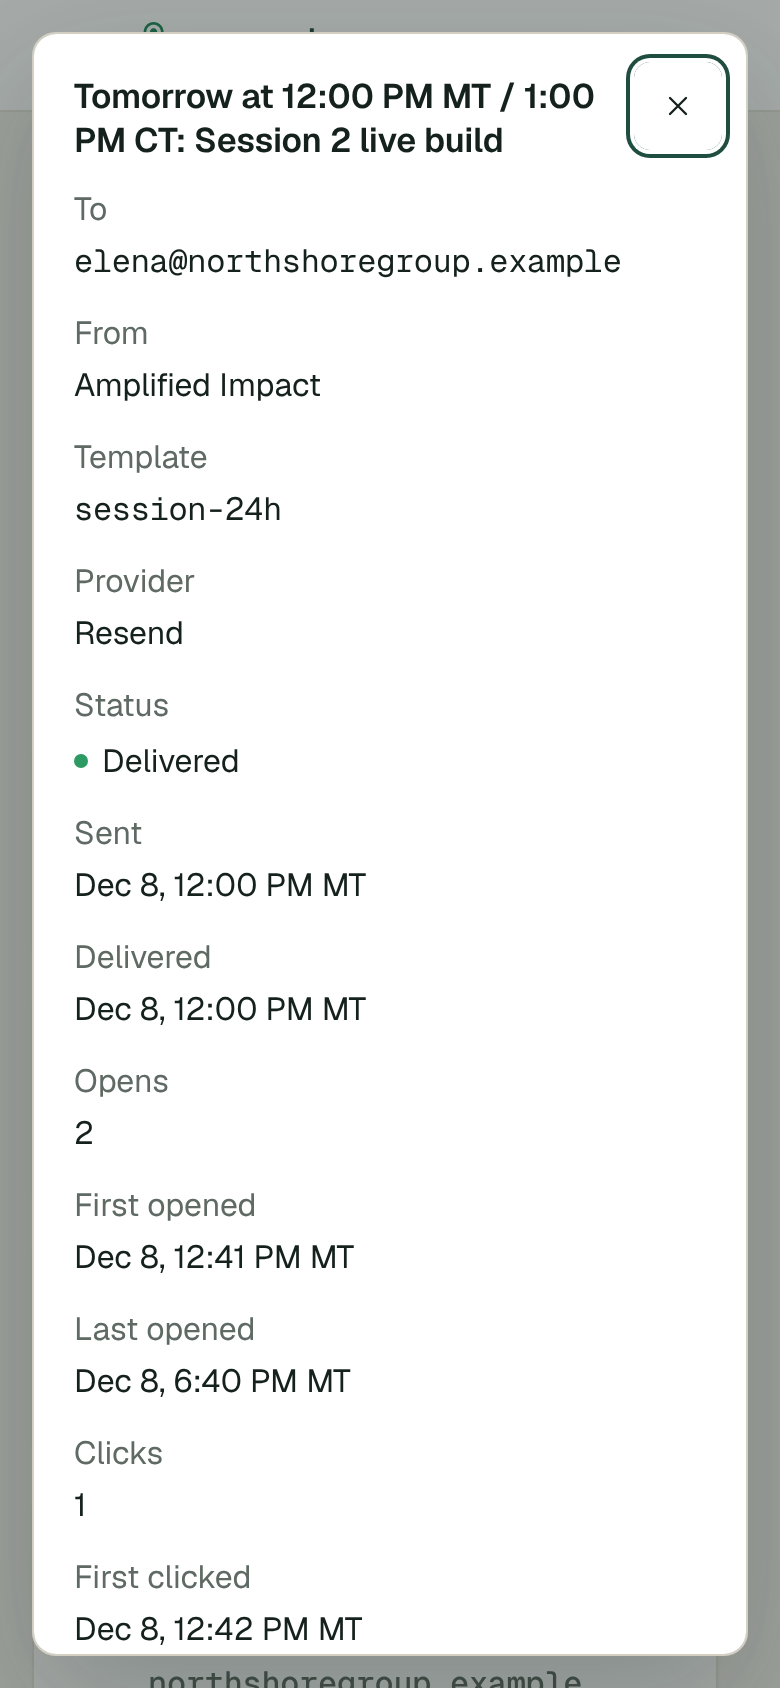 Tomorrow at 12:00 PM MT / 1:00
PM CT: Session 2 live build
To
elena@northshoregroup.example
From
Amplified Impact
Template
session-24h
Provider
Resend
Status
Delivered
Sent
Dec 8, 12:00 PM MT
Delivered
Dec 8, 12:00 PM MT
Opens
2
First opened
Dec 8, 12:41 PM MT
Last opened
Dec 8, 6:40 PM MT
Clicks
1
First clicked
Dec 8, 12:42 PM MT
northshoregroup.example